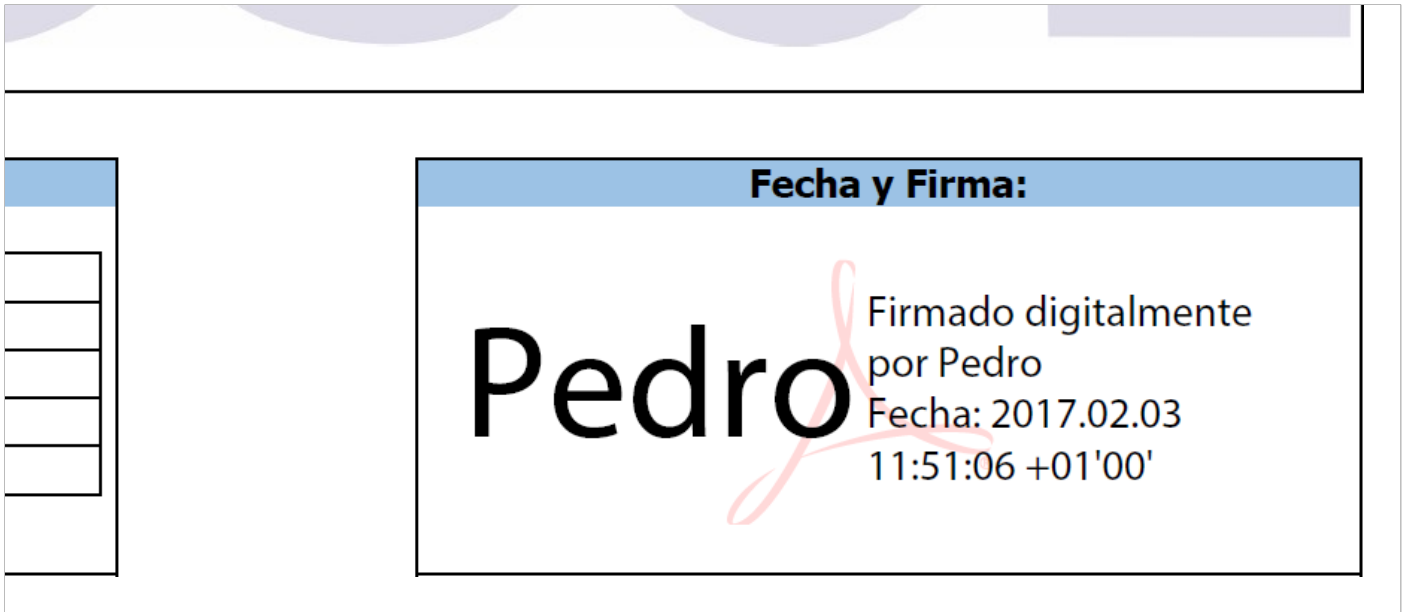 Fecha y Firma:
Pedro
Firmado digitalmente
por Pedro
Fecha: 2017.02.03
11:51:06 +01'00'